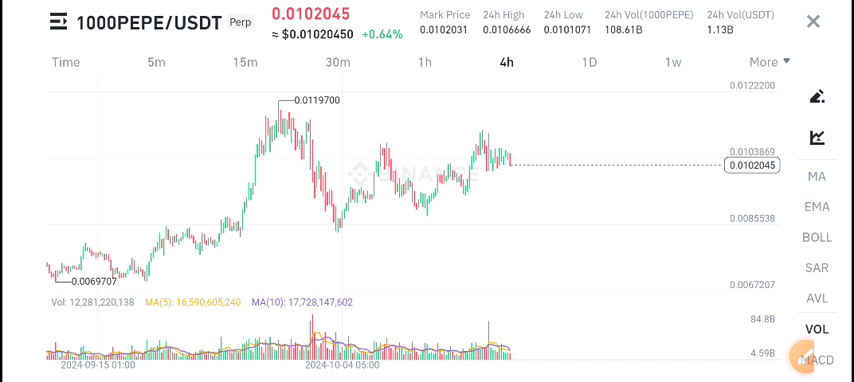 1000PEPE/USDT Perp
0.0102045
≈ $0.01020450 +0.64%
Mark Price
0.0102031
24h High
0.0106666
24h Low
0.0101071
24h Vol(1000PEPE)
108.61B
24h Vol(USDT)
1.13B
Time 5m 15m 30m 1h 4h 1D 1w More
0.0122200
0.0119700
0.0103869
0.0102045
BINANCE
0.0085538
0.0069707
0.0067207
Vol: 12,281,220,138 MA(5): 16,590,605,240 MA(10): 17,728,147,602
84.8B
4.59B
2024-09-15 01:00 2024-10-04 05:00
MA
EMA
BOLL
SAR
AVL
VOL
MACD